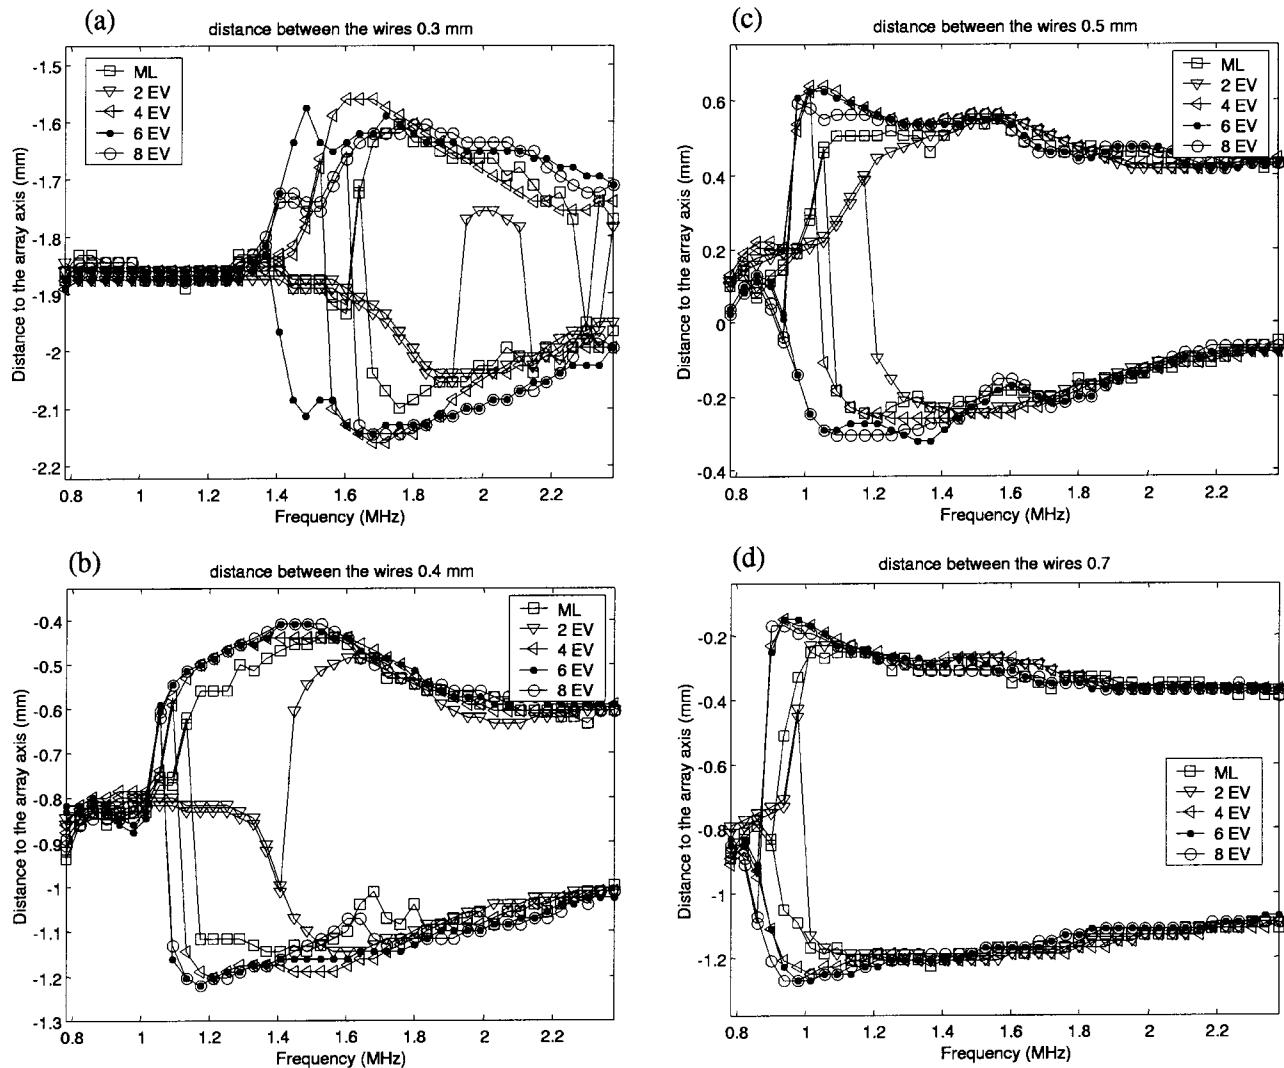 (a)
distance between the wires 0.3 mm
-1.5
-1.6
-1.7
-1.8
-1.9
-2
-2.1
-2.2
Distance to the array axis (mm)
ML
2 EV
4 EV
6 EV
8 EV
0.8 1 1.2 1.4 1.6 1.8 2 2.2
Frequency (MHz)
(c)
distance between the wires 0.5 mm
0.6
0.4
0.2
0
-0.2
-0.4
Distance to the array axis (mm)
ML
2 EV
4 EV
6 EV
8 EV
0.8 1 1.2 1.4 1.6 1.8 2 2.2
Frequency (MHz)
(b)
distance between the wires 0.4 mm
-0.4
-0.5
-0.6
-0.7
-0.8
-0.9
-1
-1.1
-1.2
-1.3
Distance to the array axis (mm)
ML
2 EV
4 EV
6 EV
8 EV
0.8 1 1.2 1.4 1.6 1.8 2 2.2
Frequency (MHz)
(d)
distance between the wires 0.7
-0.2
-0.4
-0.6
-0.8
-1
-1.2
Distance to the array axis (mm)
ML
2 EV
4 EV
6 EV
8 EV
0.8 1 1.2 1.4 1.6 1.8 2 2.2
Frequency (MHz)